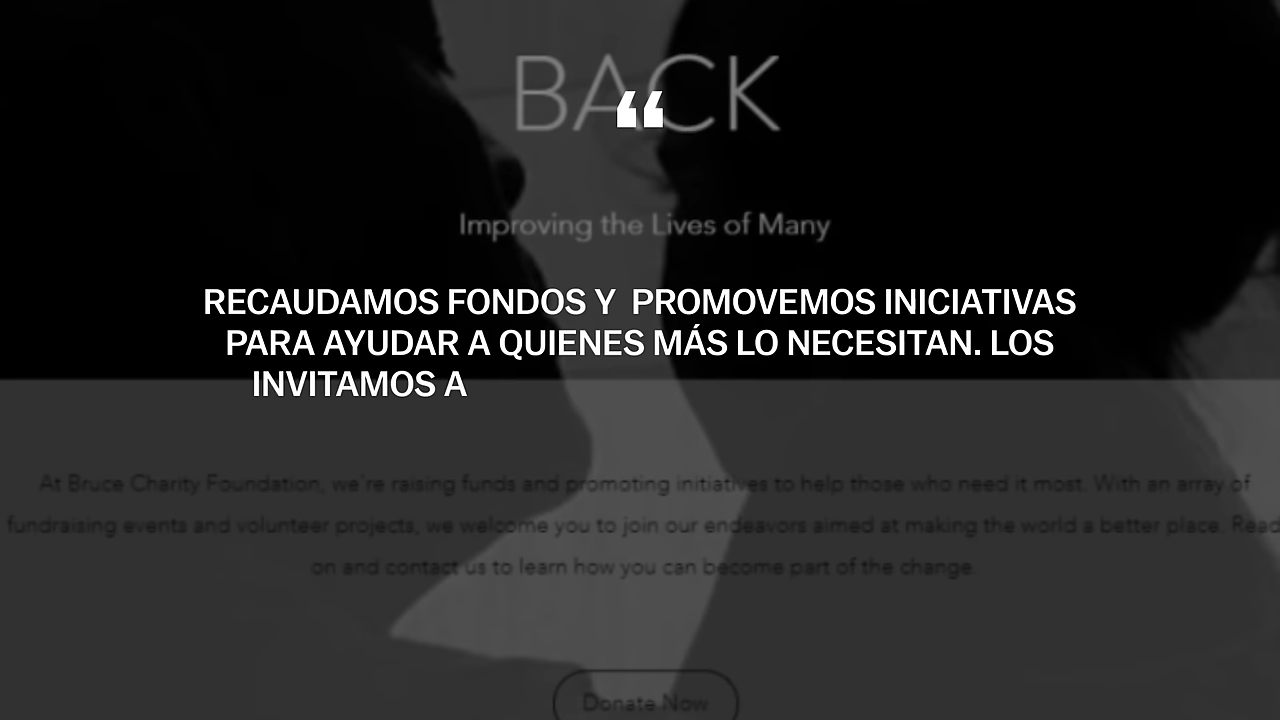 BACK
“
Improving the Lives of Many
RECAUDAMOS FONDOS Y PROMOVEMOS INICIATIVAS
PARA AYUDAR A QUIENES MÁS LO NECESITAN. LOS
INVITAMOS A
At Bruce Charity Foundation, we're raising funds and promoting initiatives to help those who need it most. With an array of
fundraising events and volunteer projects, we welcome you to join our endeavors aimed at making the world a better place. Read
on and contact us to learn how you can become part of the change.
Donate Now